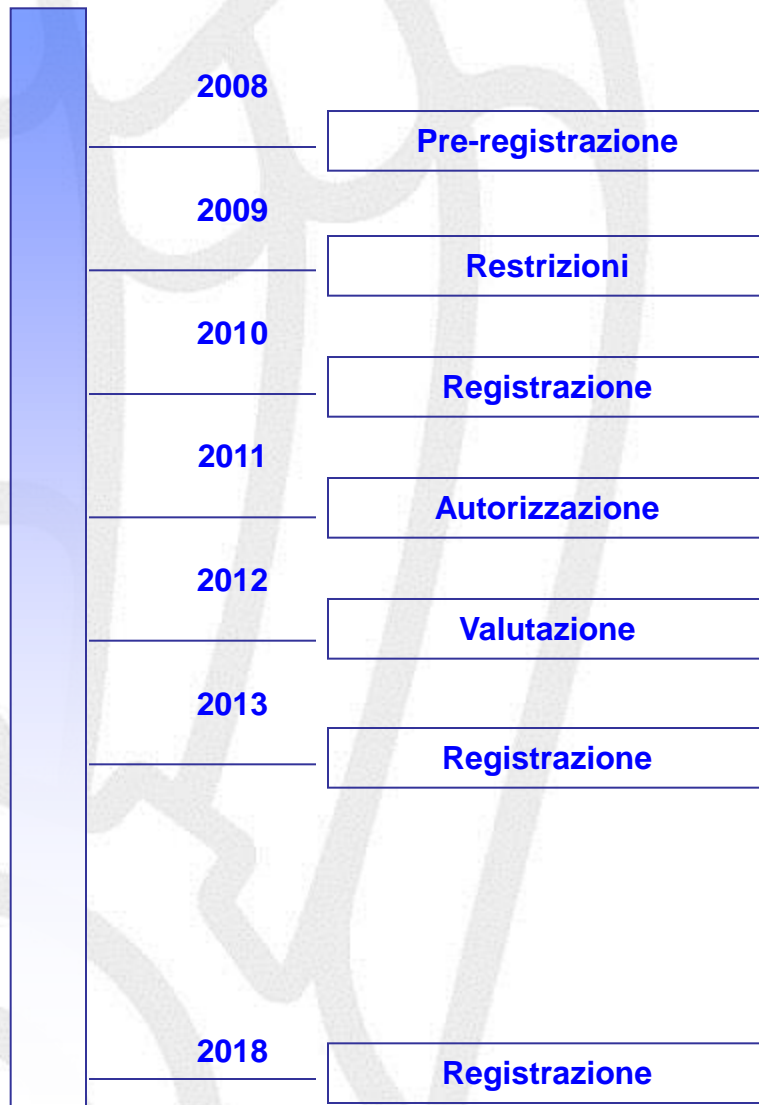 2008
Pre-registrazione
2009
Restrizioni
2010
Registrazione
2011
Autorizzazione
2012
Valutazione
2013
Registrazione
2018
Registrazione